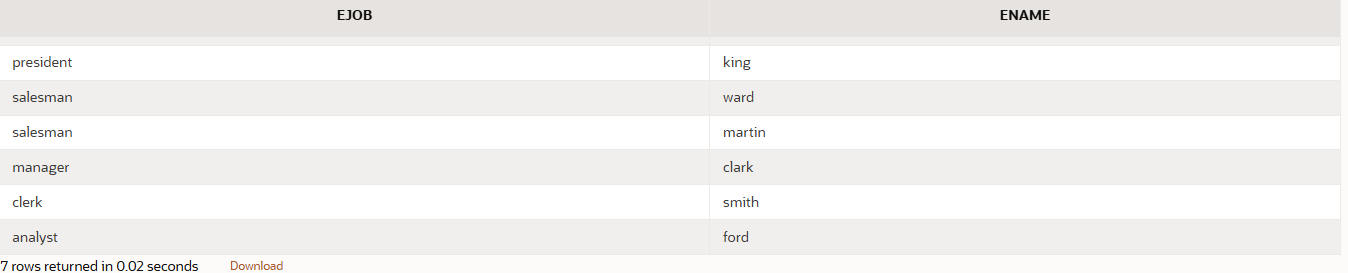 EJOB ENAME
president king
salesman ward
salesman martin
manager clark
clerk smith
analyst ford
7 rows returned in 0.02 seconds Download